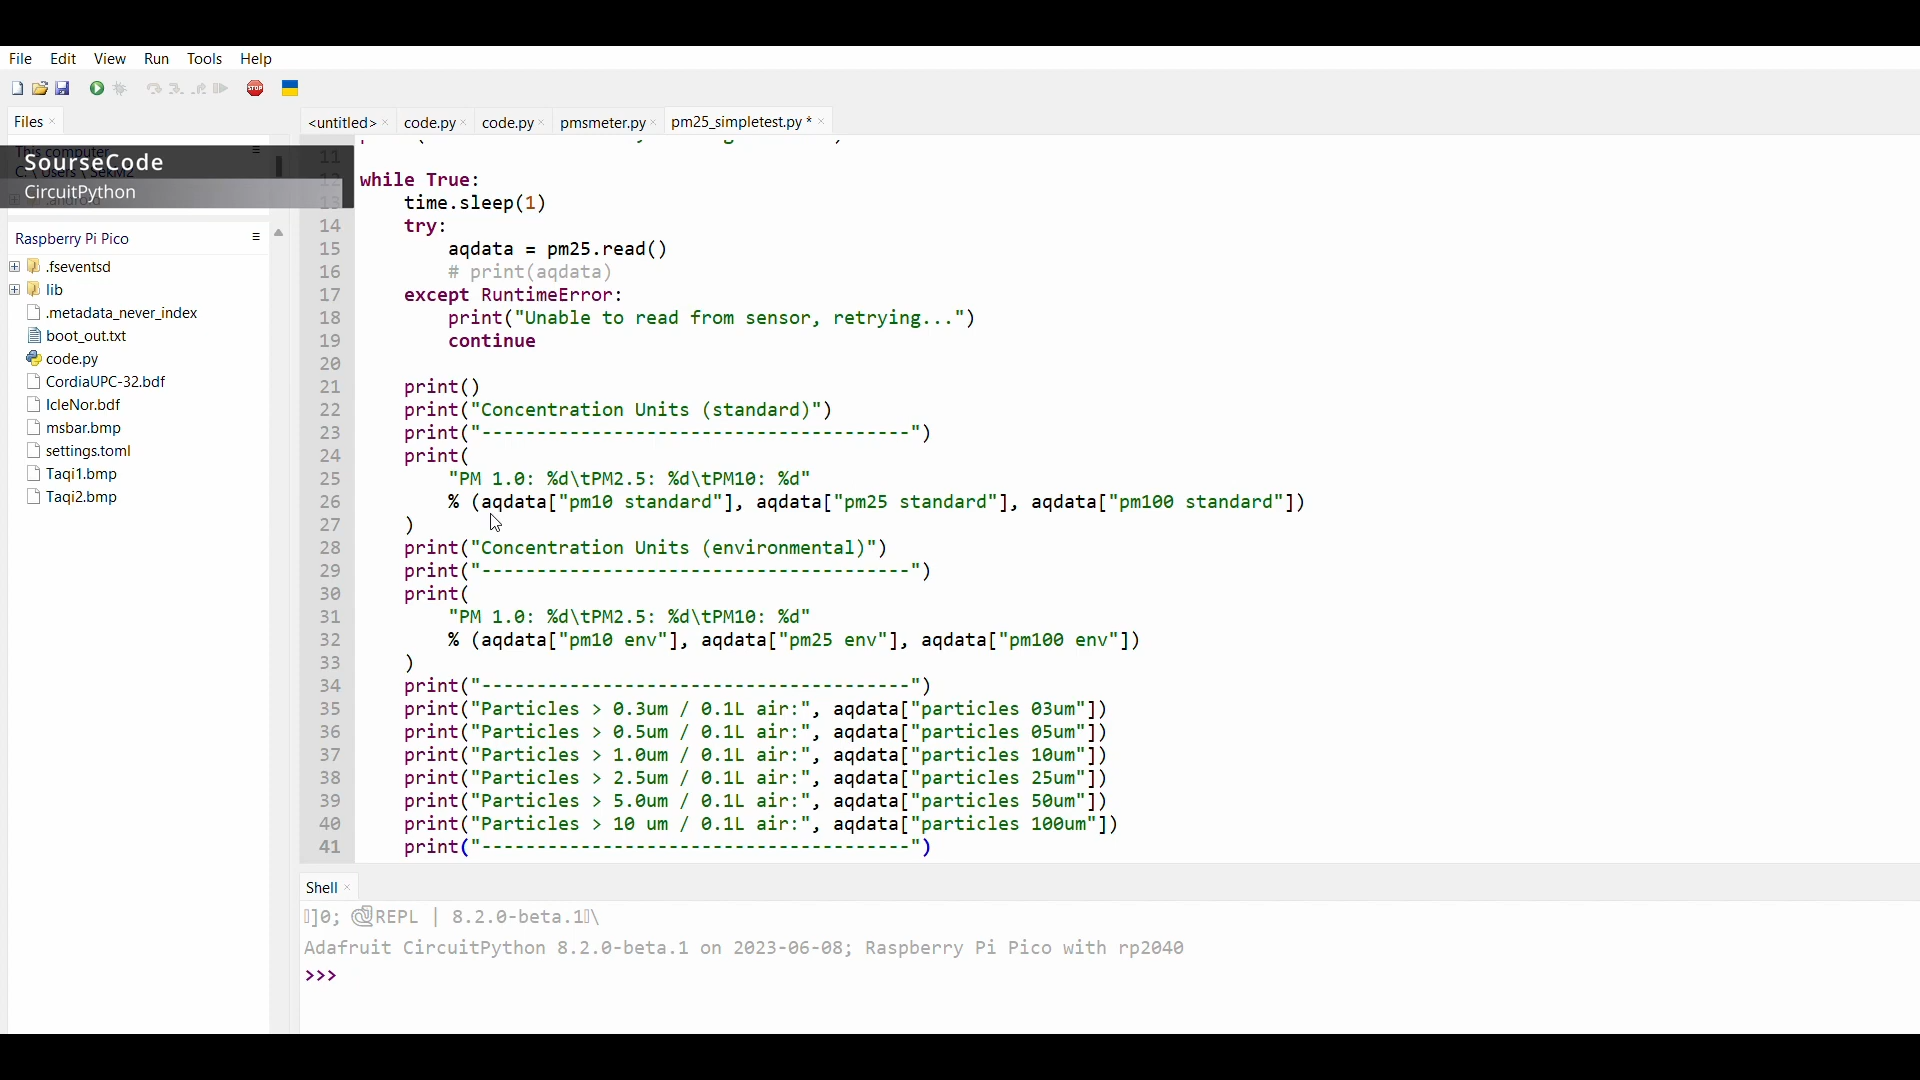 File Edit View Run Tools Help
STOP
Files
<untitled> code.py code.py pmsmeter.py pm25_simpletest.py *
This computer
SourseCode
CircuitPython
Raspberry Pi Pico
.fseventsd
lib
.metadata_never_index
boot_out.txt
code.py
CordiaUPC-32.bdf
IcleNor.bdf
msbar.bmp
settings.toml
Taqi1.bmp
Taqi2.bmp
11
12 while True:
13     time.sleep(1)
14     try:
15         aqdata = pm25.read()
16         # print(aqdata)
17     except RuntimeError:
18         print("Unable to read from sensor, retrying...")
19         continue
20
21     print()
22     print("Concentration Units (standard)")
23     print("---------------------------------------")
24     print(
25         "PM 1.0: %d\tPM2.5: %d\tPM10: %d"
26         % (aqdata["pm10 standard"], aqdata["pm25 standard"], aqdata["pm100 standard"])
27     )
28     print("Concentration Units (environmental)")
29     print("---------------------------------------")
30     print(
31         "PM 1.0: %d\tPM2.5: %d\tPM10: %d"
32         % (aqdata["pm10 env"], aqdata["pm25 env"], aqdata["pm100 env"])
33     )
34     print("---------------------------------------")
35     print("Particles > 0.3um / 0.1L air:", aqdata["particles 03um"])
36     print("Particles > 0.5um / 0.1L air:", aqdata["particles 05um"])
37     print("Particles > 1.0um / 0.1L air:", aqdata["particles 10um"])
38     print("Particles > 2.5um / 0.1L air:", aqdata["particles 25um"])
39     print("Particles > 5.0um / 0.1L air:", aqdata["particles 50um"])
40     print("Particles > 10 um / 0.1L air:", aqdata["particles 100um"])
41     print("---------------------------------------")
Shell
]0; REPL | 8.2.0-beta.1\
Adafruit CircuitPython 8.2.0-beta.1 on 2023-06-08; Raspberry Pi Pico with rp2040
>>>